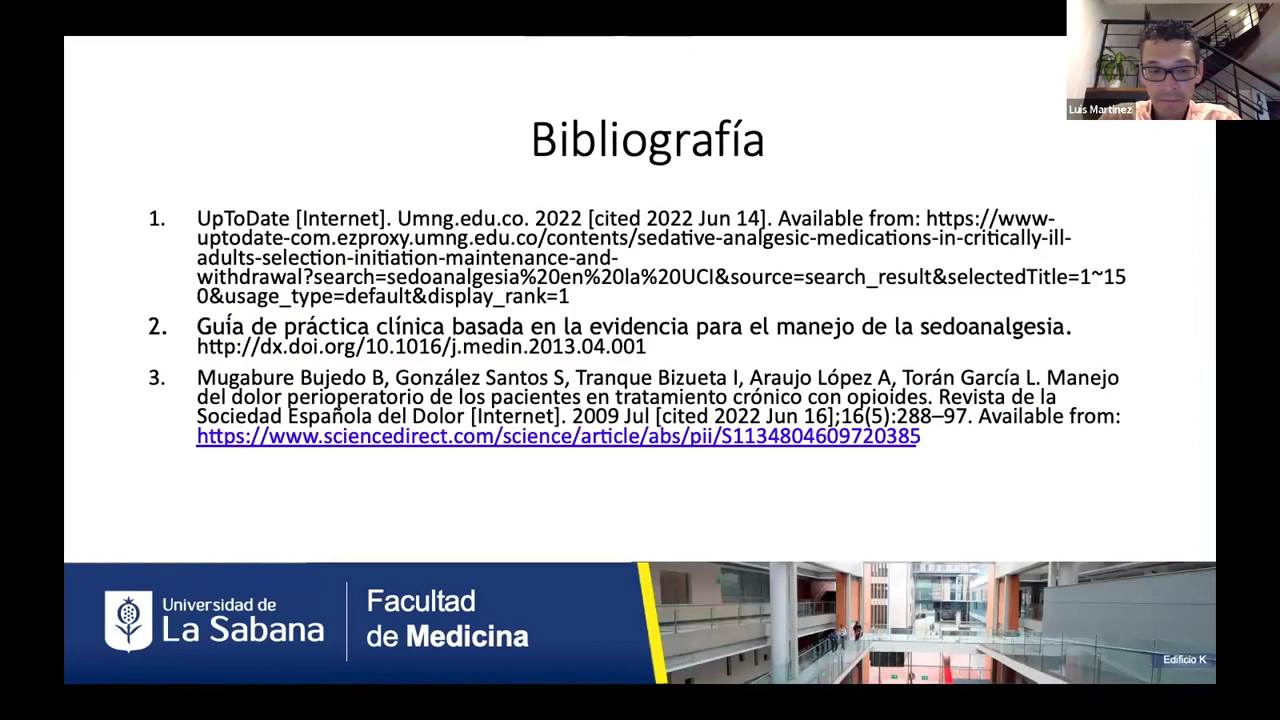 Luis Martinez
Bibliografía
1. UpToDate [Internet]. Umng.edu.co. 2022 [cited 2022 Jun 14]. Available from: https://www-
uptodate-com.ezproxy.umng.edu.co/contents/sedative-analgesic-medications-in-critically-ill-
adults-selection-initiation-maintenance-and-
withdrawal?search=sedoanalgesia%20en%20la%20UCI&source=search_result&selectedTitle=1~15
0&usage_type=default&display_rank=1
2. Guía de práctica clínica basada en la evidencia para el manejo de la sedoanalgesia.
http://dx.doi.org/10.1016/j.medin.2013.04.001
3. Mugabure Bujedo B, González Santos S, Tranque Bizueta I, Araujo López A, Torán García L. Manejo
del dolor perioperatorio de los pacientes en tratamiento crónico con opioides. Revista de la
Sociedad Española del Dolor [Internet]. 2009 Jul [cited 2022 Jun 16];16(5):288–97. Available from:
https://www.sciencedirect.com/science/article/abs/pii/S1134804609720385
Universidad de
La Sabana
Facultad
de Medicina
Edificio K